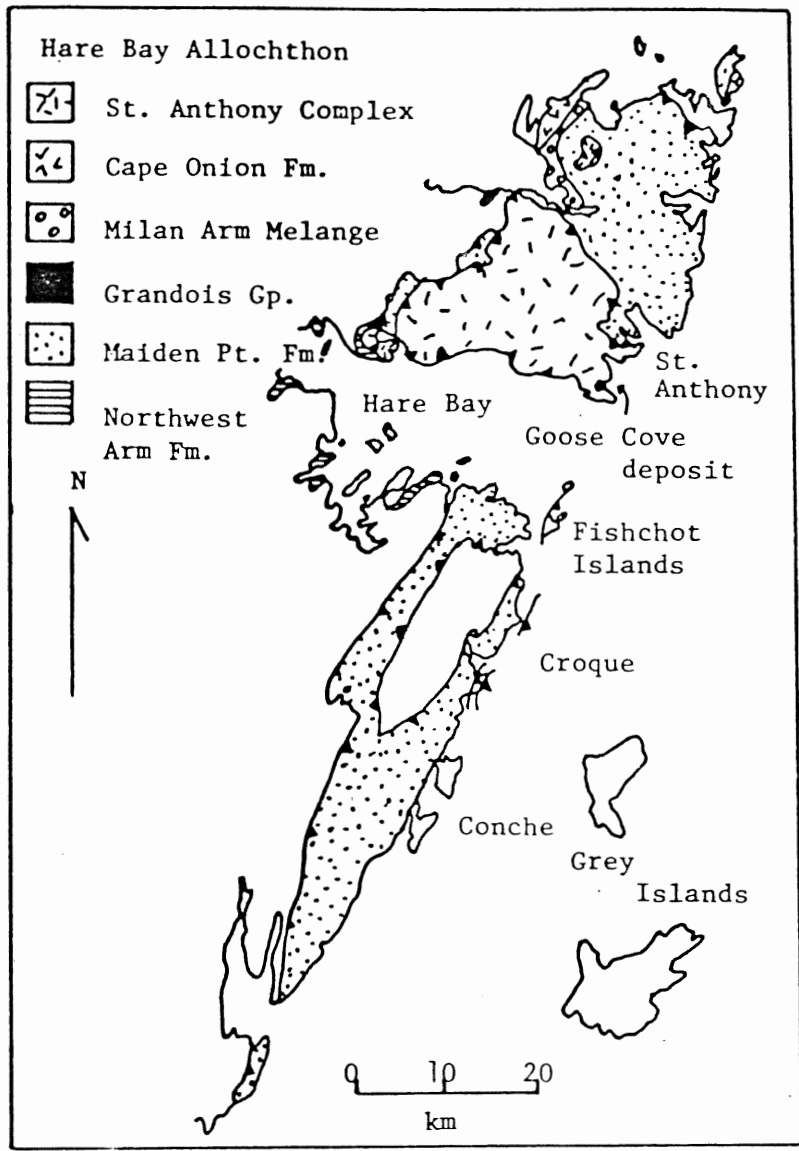 Hare Bay Allochthon
St. Anthony Complex
Cape Onion Fm.
Milan Arm Melange
Grandois Gp.
Maiden Pt. Fm.
Northwest
Arm Fm.
N
St.
Anthony
Hare Bay
Goose Cove
deposit
Fishchot
Islands
Croque
Conche
Grey
Islands
0 10 20
km